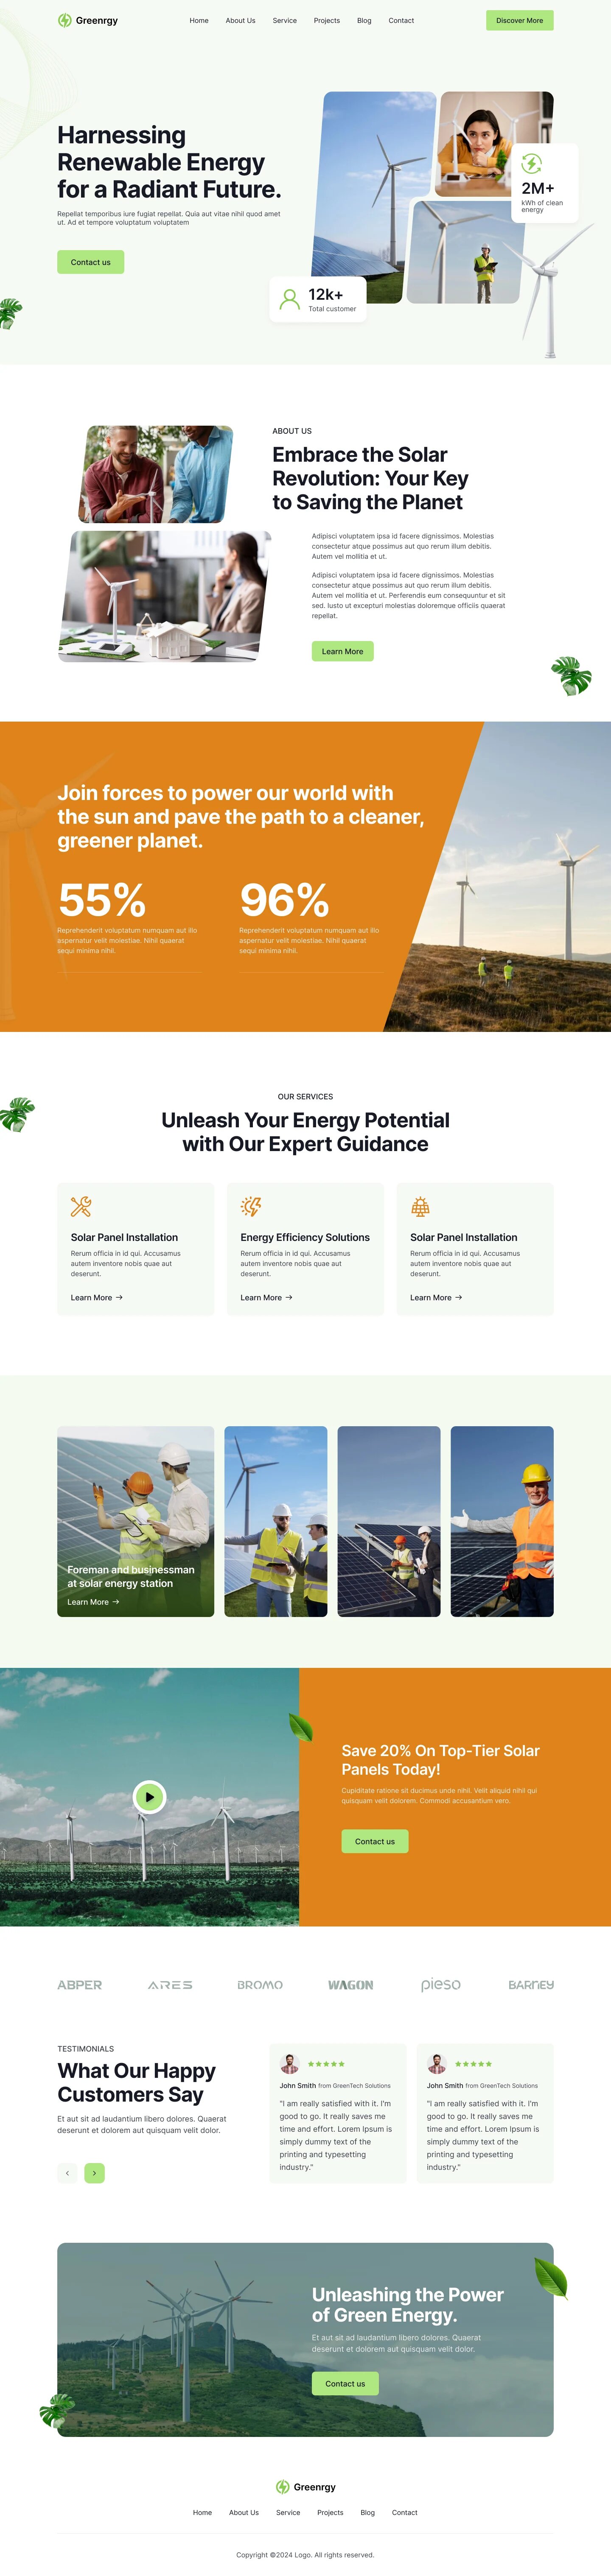 Greenrgy
Home About Us Service Projects Blog Contact
Discover More
Harnessing
Renewable Energy
for a Radiant Future.
Repellat temporibus iure fugiat repellat. Quia aut vitae nihil quod amet
ut. Ad et tempore voluptatum voluptatem
Contact us
2M+
kWh of clean
energy
12k+
Total customer
ABOUT US
Embrace the Solar
Revolution: Your Key
to Saving the Planet
Adipisci voluptatem ipsa id facere dignissimos. Molestias
consectetur atque possimus aut quo rerum illum debitis.
Autem vel mollitia et ut.
Adipisci voluptatem ipsa id facere dignissimos. Molestias
consectetur atque possimus aut quo rerum illum debitis.
Autem vel mollitia et ut. Perferendis eum consequuntur et sit
sed. Iusto ut excepturi molestias doloremque officiis quaerat
repellat.
Learn More
Join forces to power our world with
the sun and pave the path to a cleaner,
greener planet.
55%
Reprehenderit voluptatum numquam aut illo
aspernatur velit molestiae. Nihil quaerat
sequi minima nihil.
96%
Reprehenderit voluptatum numquam aut illo
aspernatur velit molestiae. Nihil quaerat
sequi minima nihil.
OUR SERVICES
Unleash Your Energy Potential
with Our Expert Guidance
Solar Panel Installation
Rerum officia in id qui. Accusamus
autem inventore nobis quae aut
deserunt.
Learn More →
Energy Efficiency Solutions
Rerum officia in id qui. Accusamus
autem inventore nobis quae aut
deserunt.
Learn More →
Solar Panel Installation
Rerum officia in id qui. Accusamus
autem inventore nobis quae aut
deserunt.
Learn More →
Foreman and businessman
at solar energy station
Learn More →
Save 20% On Top-Tier Solar
Panels Today!
Cupiditate ratione sit ducimus unde nihil. Velit aliquid nihil qui
quisquam velit dolorem. Commodi accusantium vero.
Contact us
ABPER ARES BROMO WAGON pieso BARNEY
TESTIMONIALS
What Our Happy
Customers Say
Et aut sit ad laudantium libero dolores. Quaerat
deserunt et dolorem aut quisquam velit dolor.
John Smith from GreenTech Solutions
"I am really satisfied with it. I'm
good to go. It really saves me
time and effort. Lorem Ipsum is
simply dummy text of the
printing and typesetting
industry."
John Smith from GreenTech Solutions
"I am really satisfied with it. I'm
good to go. It really saves me
time and effort. Lorem Ipsum is
simply dummy text of the
printing and typesetting
industry."
Unleashing the Power
of Green Energy.
Et aut sit ad laudantium libero dolores. Quaerat
deserunt et dolorem aut quisquam velit dolor.
Contact us
Greenrgy
Home About Us Service Projects Blog Contact
Copyright ©2024 Logo. All rights reserved.